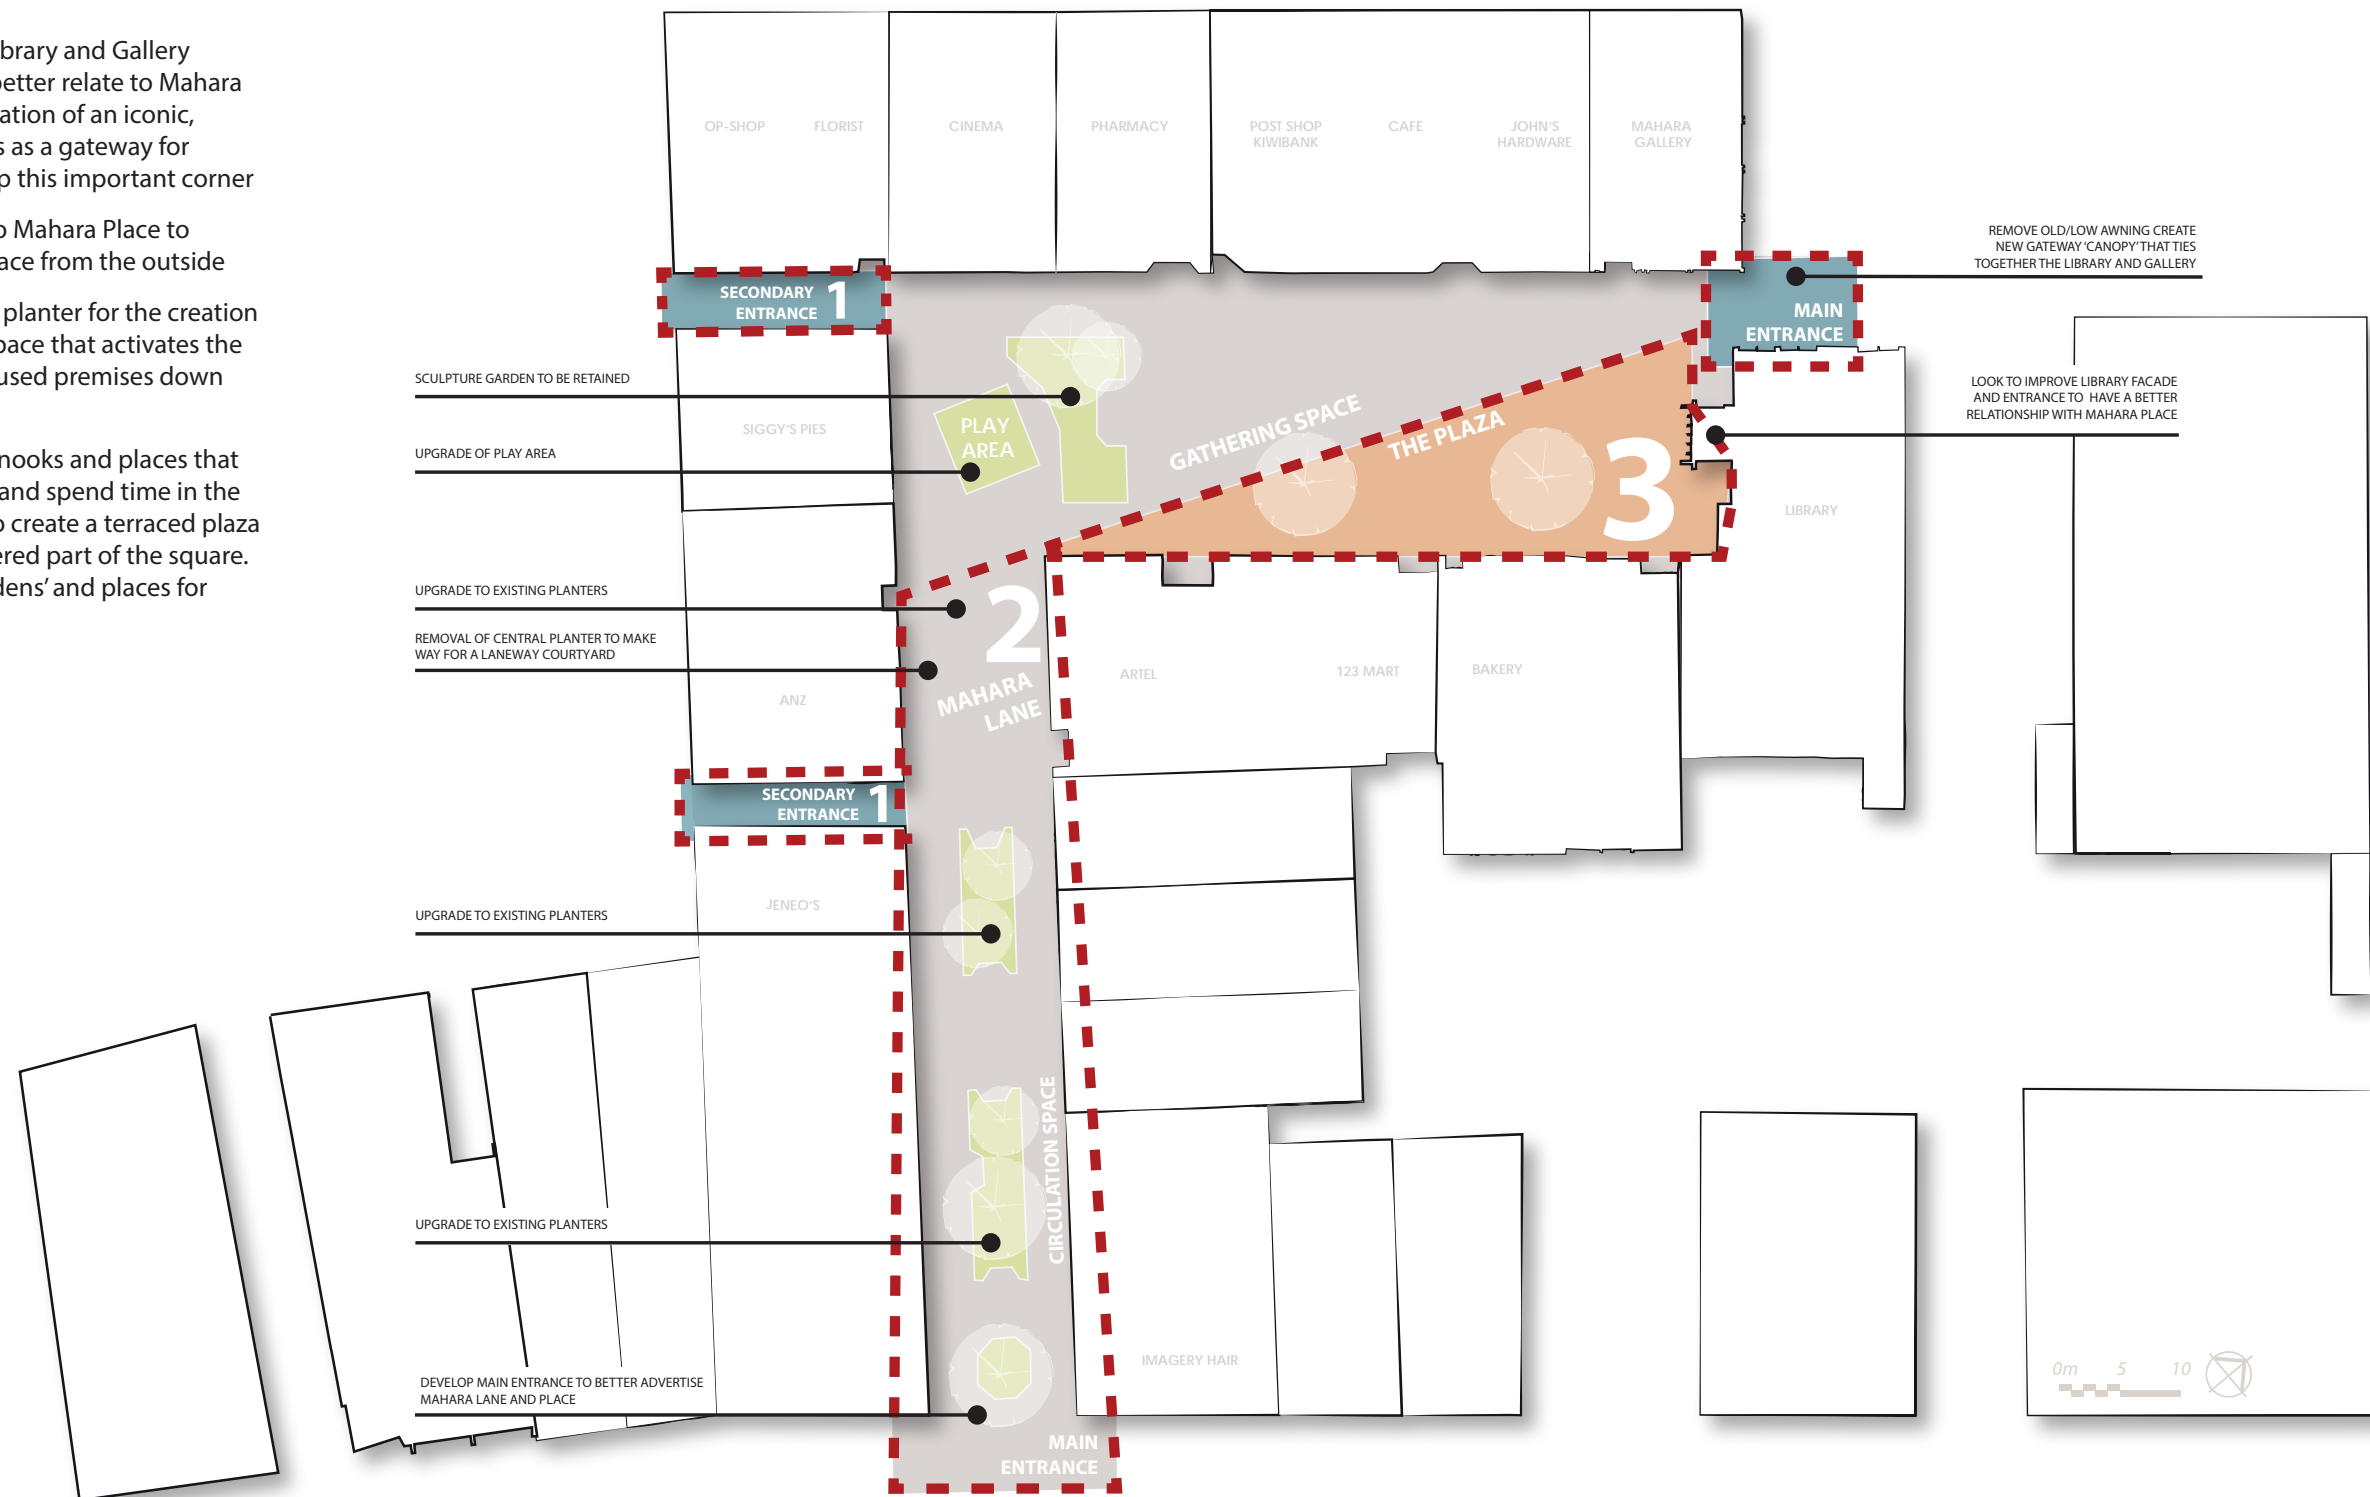 brary and Gallery
better relate to Mahara
ation of an iconic,
s as a gateway for
p this important corner
o Mahara Place to
ace from the outside
planter for the creation
pace that activates the
used premises down
nooks and places that
and spend time in the
o create a terraced plaza
ered part of the square.
dens' and places for
OP-SHOP
FLORIST
CINEMA
PHARMACY
POST SHOP
KIWIBANK
CAFE
JOHN'S
HARDWARE
MAHARA
GALLERY
REMOVE OLD/LOW AWNING CREATE
NEW GATEWAY 'CANOPY' THAT TIES
TOGETHER THE LIBRARY AND GALLERY
SECONDARY
ENTRANCE
1
MAIN
ENTRANCE
SCULPTURE GARDEN TO BE RETAINED
LOOK TO IMPROVE LIBRARY FACADE
AND ENTRANCE TO HAVE A BETTER
RELATIONSHIP WITH MAHARA PLACE
SIGGY'S PIES
PLAY
AREA
GATHERING SPACE
THE PLAZA
3
UPGRADE OF PLAY AREA
LIBRARY
UPGRADE TO EXISTING PLANTERS
2
REMOVAL OF CENTRAL PLANTER TO MAKE
WAY FOR A LANEWAY COURTYARD
MAHARA
LANE
ANZ
ARTEL
123 MART
BAKERY
SECONDARY
ENTRANCE
1
JENEO'S
UPGRADE TO EXISTING PLANTERS
CIRCULATION SPACE
UPGRADE TO EXISTING PLANTERS
IMAGERY HAIR
DEVELOP MAIN ENTRANCE TO BETTER ADVERTISE
MAHARA LANE AND PLACE
MAIN
ENTRANCE
0m 5 10